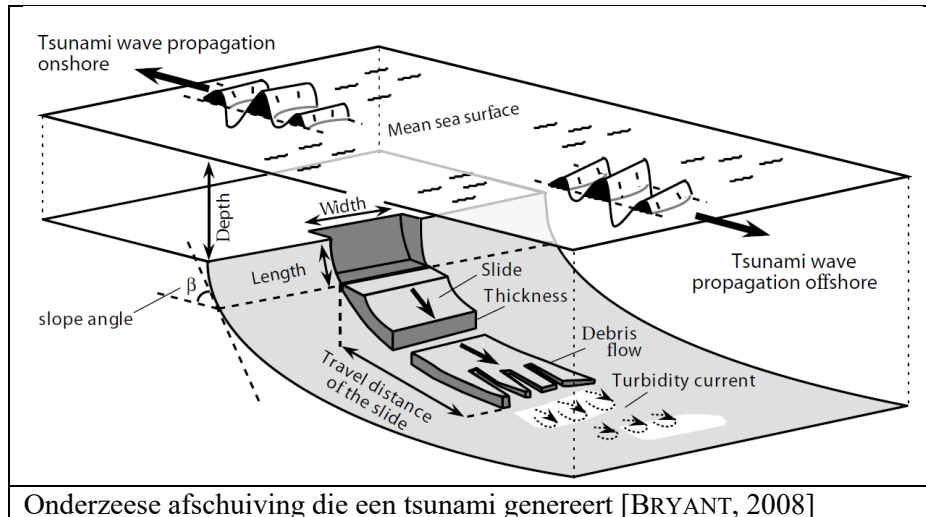 Tsunami wave propagation
onshore
Mean sea surface
Depth
Width
Length
β
slope angle
Slide
Thickness
Tsunami wave
propagation offshore
Debris
flow
Turbidity current
Travel distance
of the slide
Onderzeese afschuiving die een tsunami genereert [BRYANT, 2008]